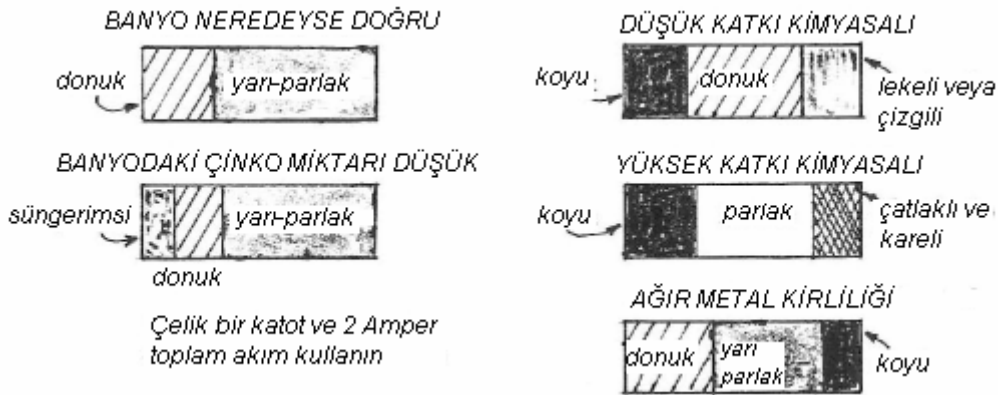 BANYO NEREDEYSE DOĞRU
donuk
yarı-parlak
BANYODAKİ ÇİNKO MİKTARI DÜŞÜK
süngerimsi
yarı-parlak
donuk
Çelik bir katot ve 2 Amper
toplam akım kullanın
DÜŞÜK KATKI KİMYASALI
koyu
donuk
lekeli veya
çizgili
YÜKSEK KATKI KİMYASALI
koyu
parlak
çatlaklı ve
kareli
AĞIR METAL KİRLİLİĞİ
donuk
yarı
parlak
koyu